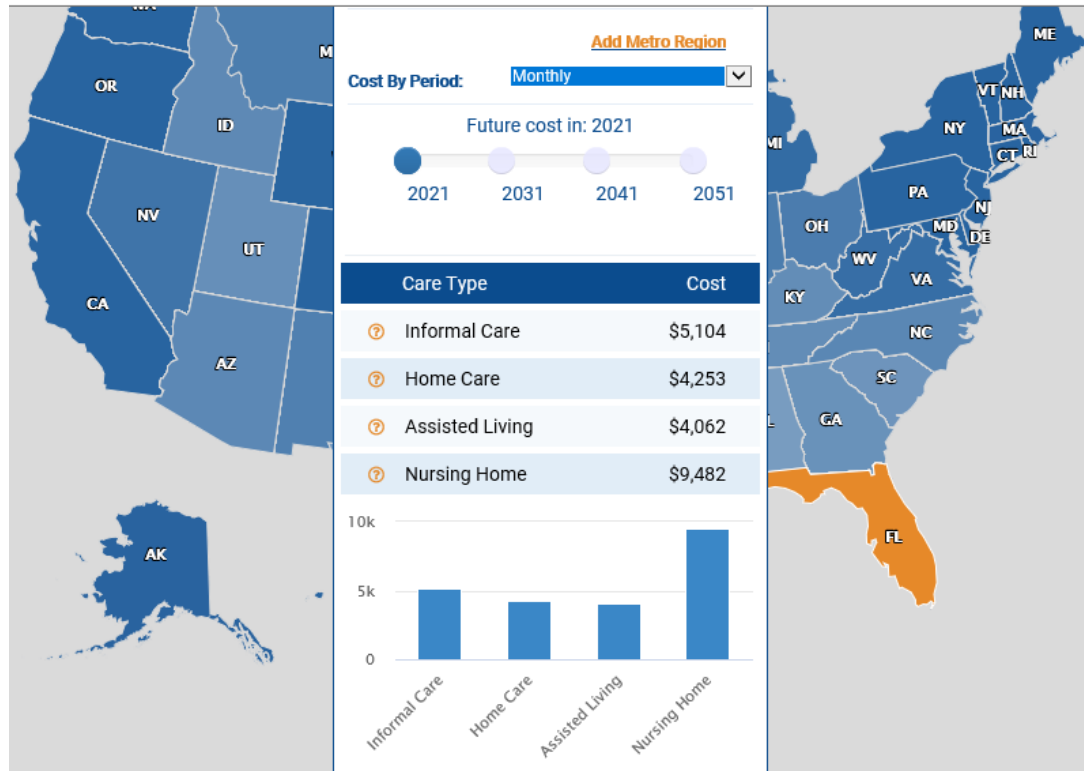 Add Metro Region
Cost By Period: Monthly
Future cost in: 2021
2021 2031 2041 2051
Care Type Cost
Informal Care $5,104
Home Care $4,253
Assisted Living $4,062
Nursing Home $9,482
10k
5k
0
Informal Care Home Care Assisted Living Nursing Home
OR
ID
NV
UT
CA
AZ
AK
ME
VT NH
NY
MA
CT RI
PA
NJ
OH
MD
DE
WV
VA
KY
NC
SC
GA
FL